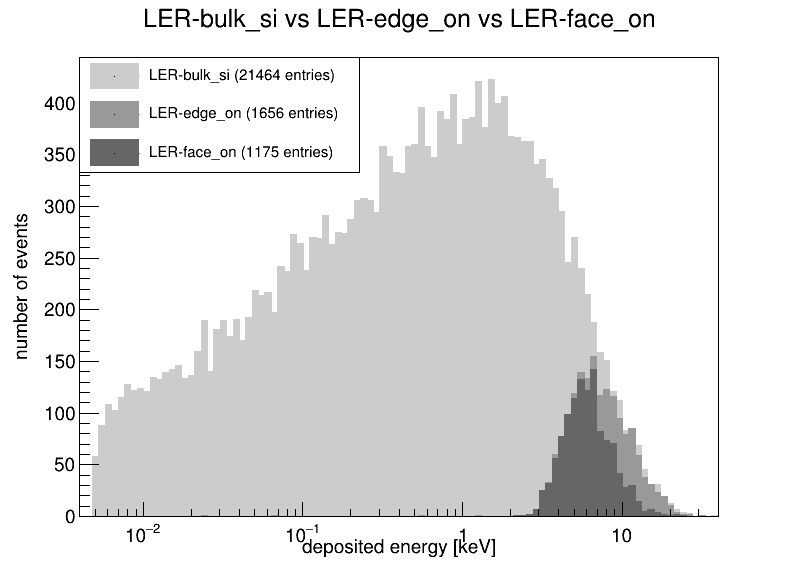 LER-bulk_si vs LER-edge_on vs LER-face_on
LER-bulk_si (21464 entries)
LER-edge_on (1656 entries)
LER-face_on (1175 entries)
number of events
400
350
300
250
200
150
100
50
0
10−2
10−1
1
10
deposited energy [keV]